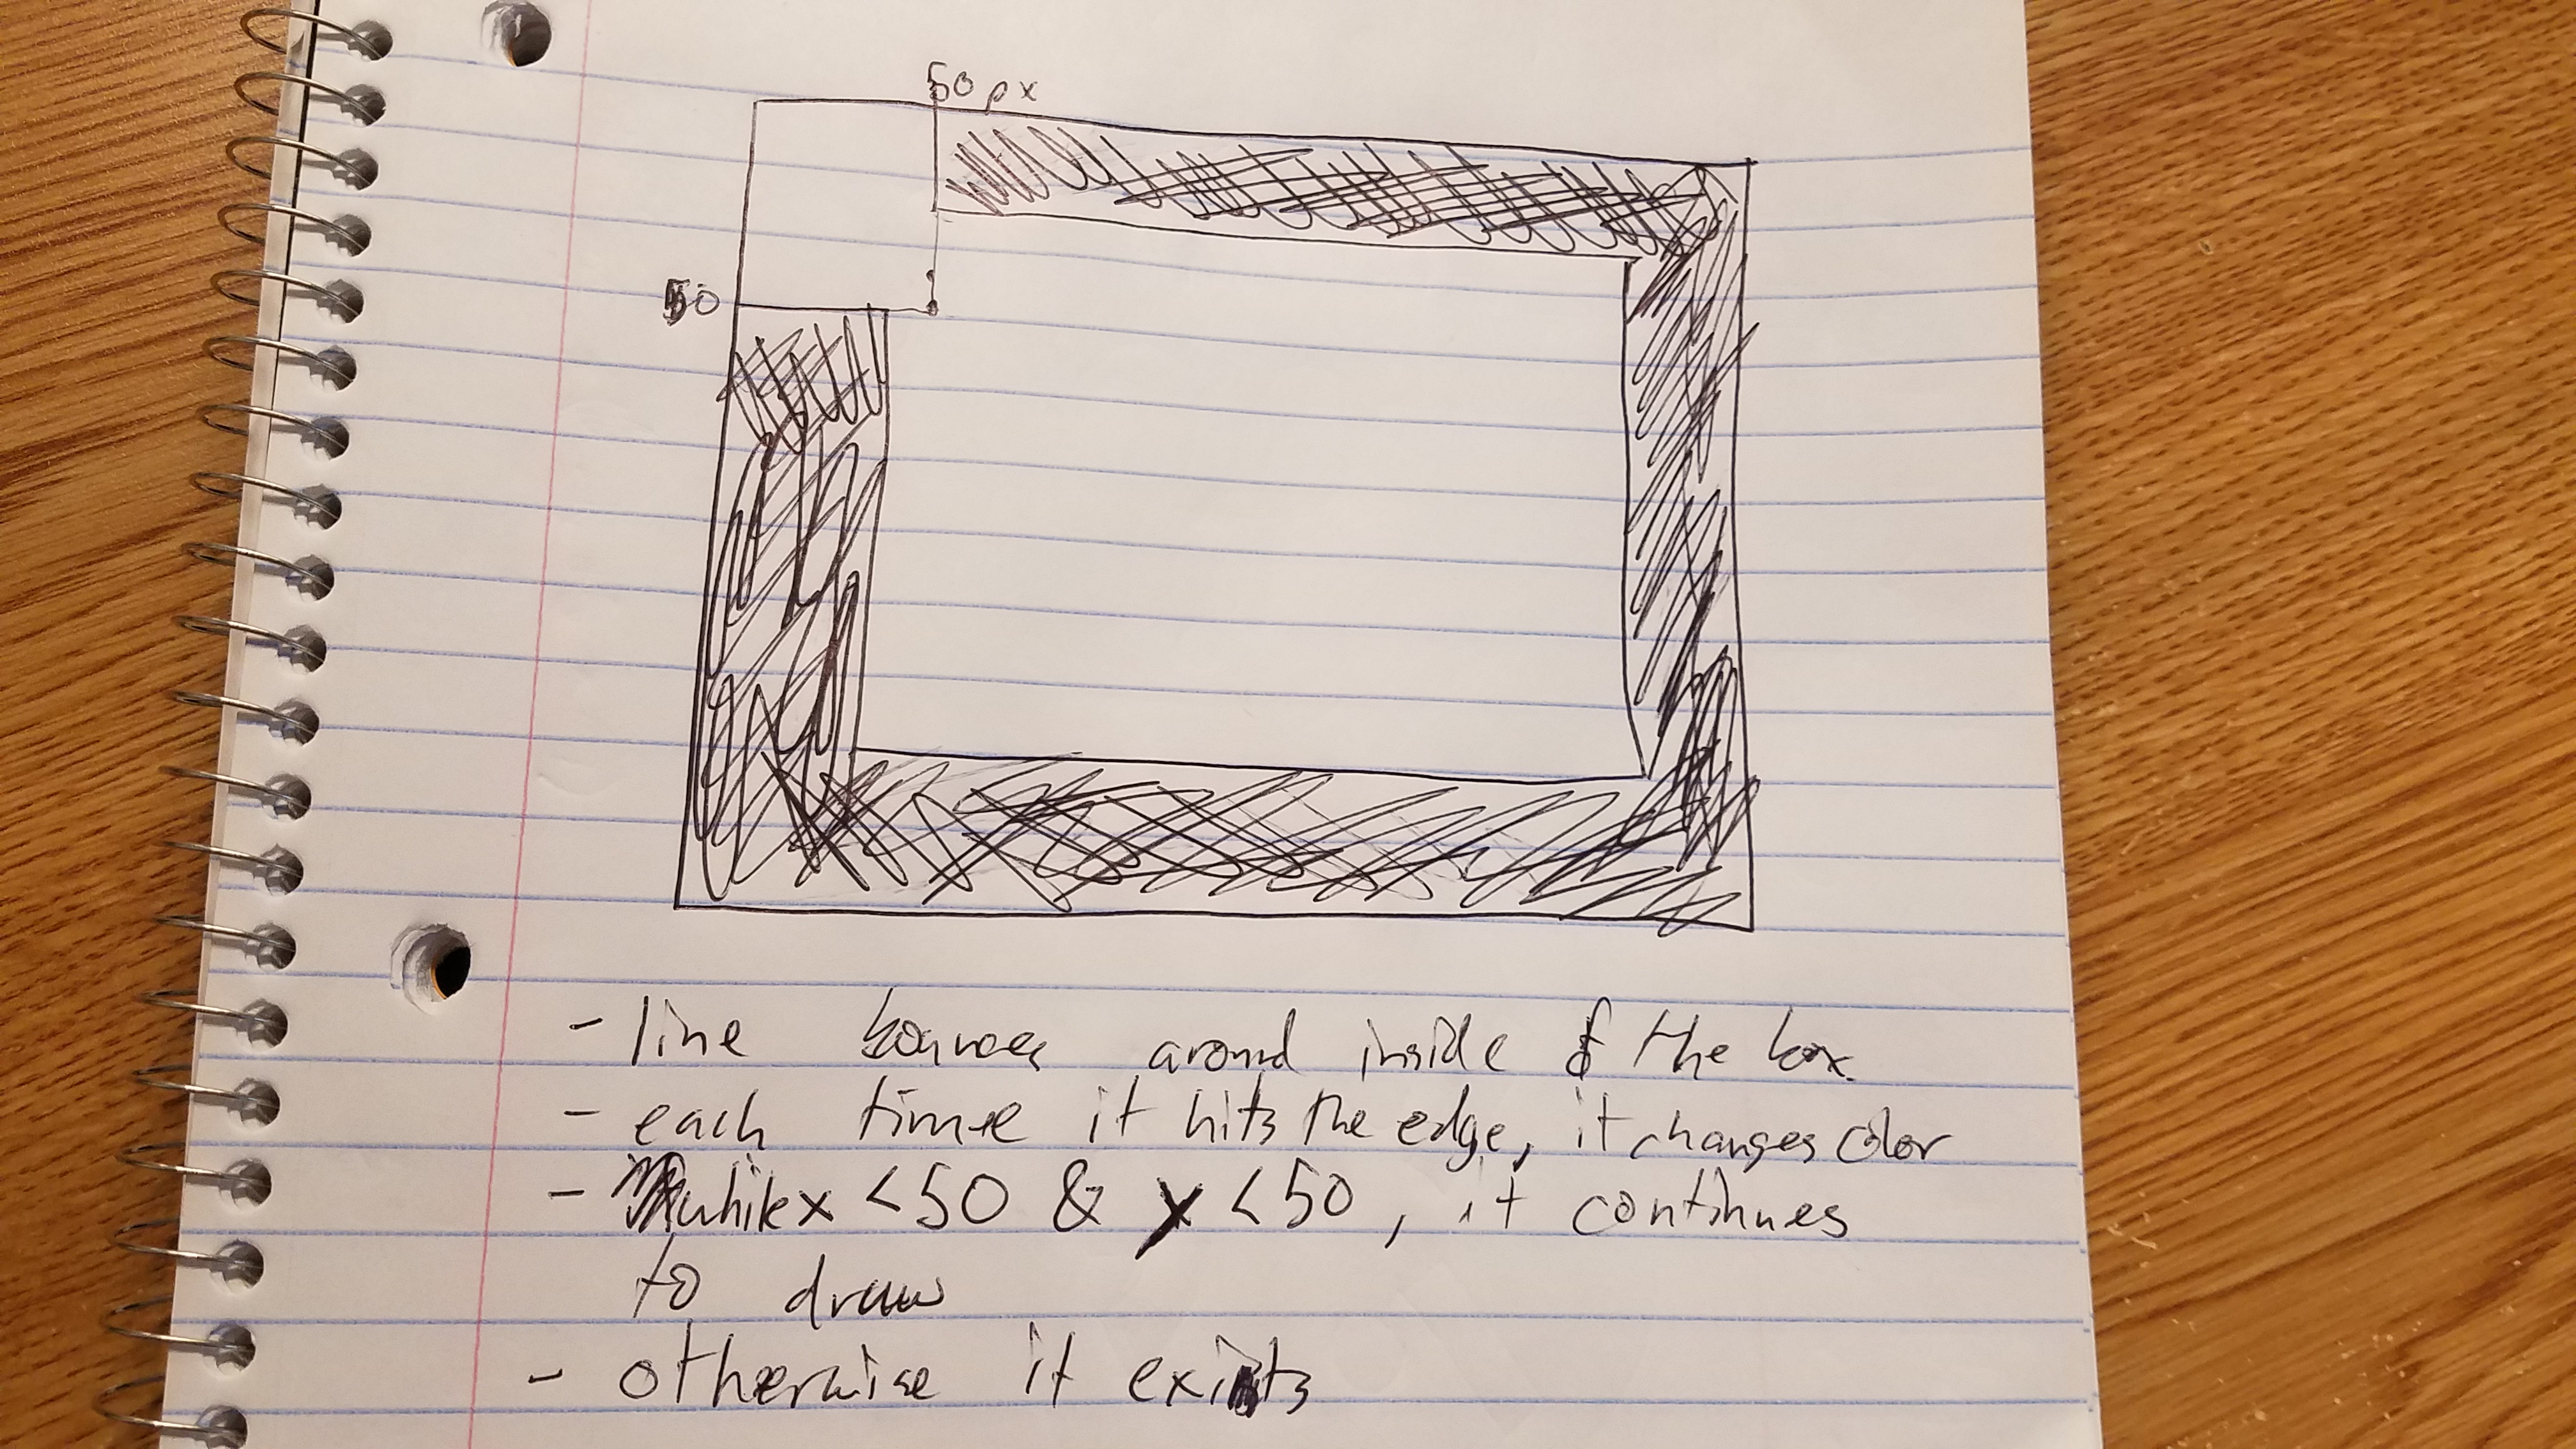 50px
50
- line bounces around inside of the box
- each time it hits the edge, it changes color
- while x < 50 & y < 50, it continues
to draw
- otherwise it exits